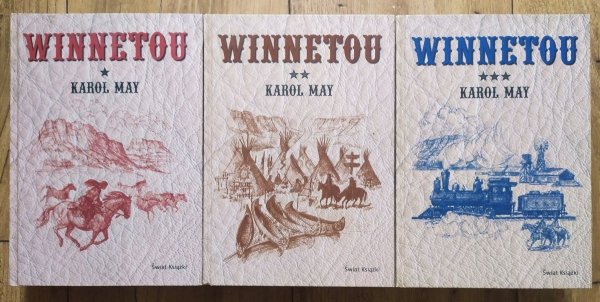 WINNETOU
★
KAROL MAY
Świat Książki
WINNETOU
★★
KAROL MAY
Świat Książki
WINNETOU
★★★
KAROL MAY
Świat Książki